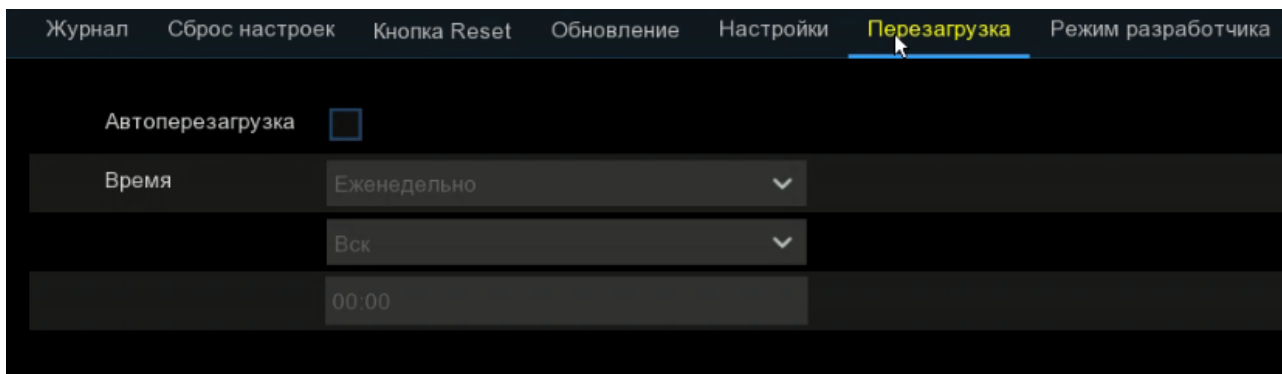 Журнал Сброс настроек Кнопка Reset Обновление Настройки Перезагрузка Режим разработчика
Автоперезагрузка
Время Еженедельно
Вск
00:00